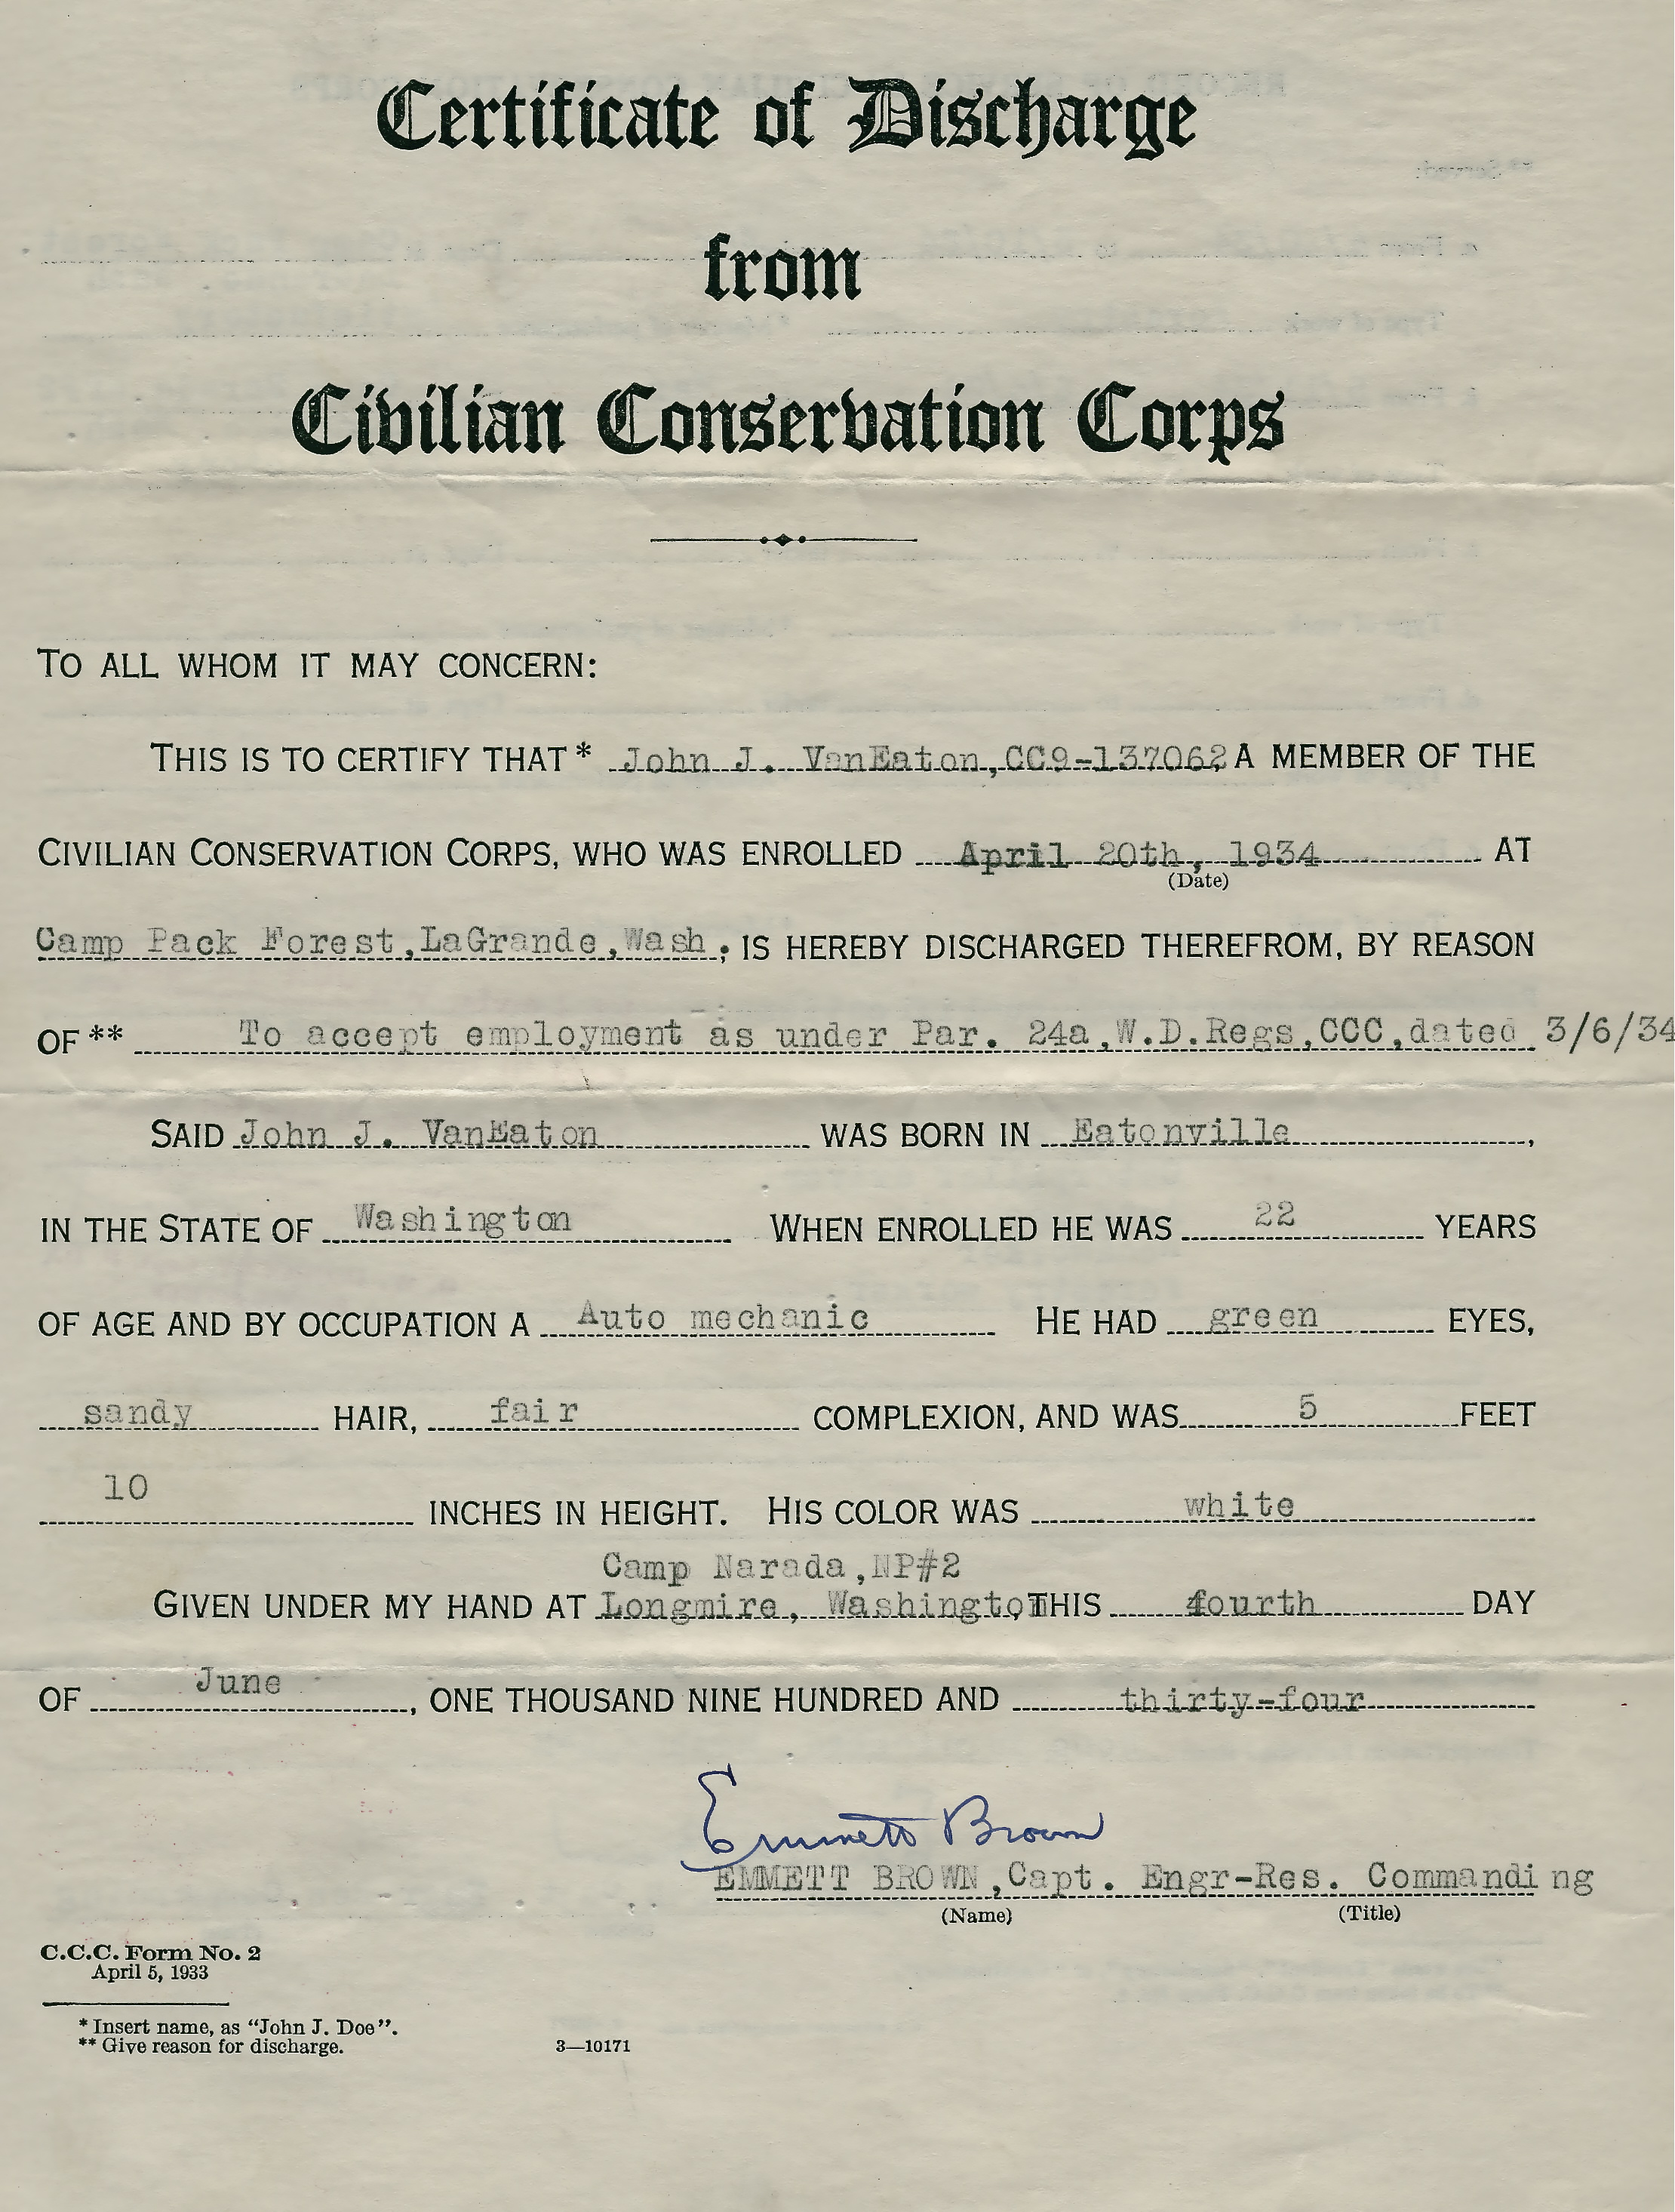 Certificate of Discharge
from
Civilian Conservation Corps
TO ALL WHOM IT MAY CONCERN:
THIS IS TO CERTIFY THAT * John J. VanEaton, CC9-137062, A MEMBER OF THE
CIVILIAN CONSERVATION CORPS, WHO WAS ENROLLED April 20th, 1934 AT
(Date)
Camp Pack Forest, LaGrande, Wash. ; IS HEREBY DISCHARGED THEREFROM, BY REASON
OF ** To accept employment as under Par. 24a, W.D.Regs, CCC, dated 3/6/34
SAID John J. VanEaton WAS BORN IN Eatonville,
IN THE STATE OF Washington WHEN ENROLLED HE WAS 22 YEARS
OF AGE AND BY OCCUPATION A Auto mechanic HE HAD green EYES,
sandy HAIR, fair COMPLEXION, AND WAS 5 FEET
10 INCHES IN HEIGHT. HIS COLOR WAS white
Camp Narada, NP#2
GIVEN UNDER MY HAND AT Longmire, Washington THIS fourth DAY
OF June, ONE THOUSAND NINE HUNDRED AND thirty-four
Emmett Brown
EMMETT BROWN, Capt. Engr-Res. Commanding
(Name) (Title)
C.C.C. Form No. 2
April 5, 1933
* Insert name, as "John J. Doe".
** Give reason for discharge. 3—10171